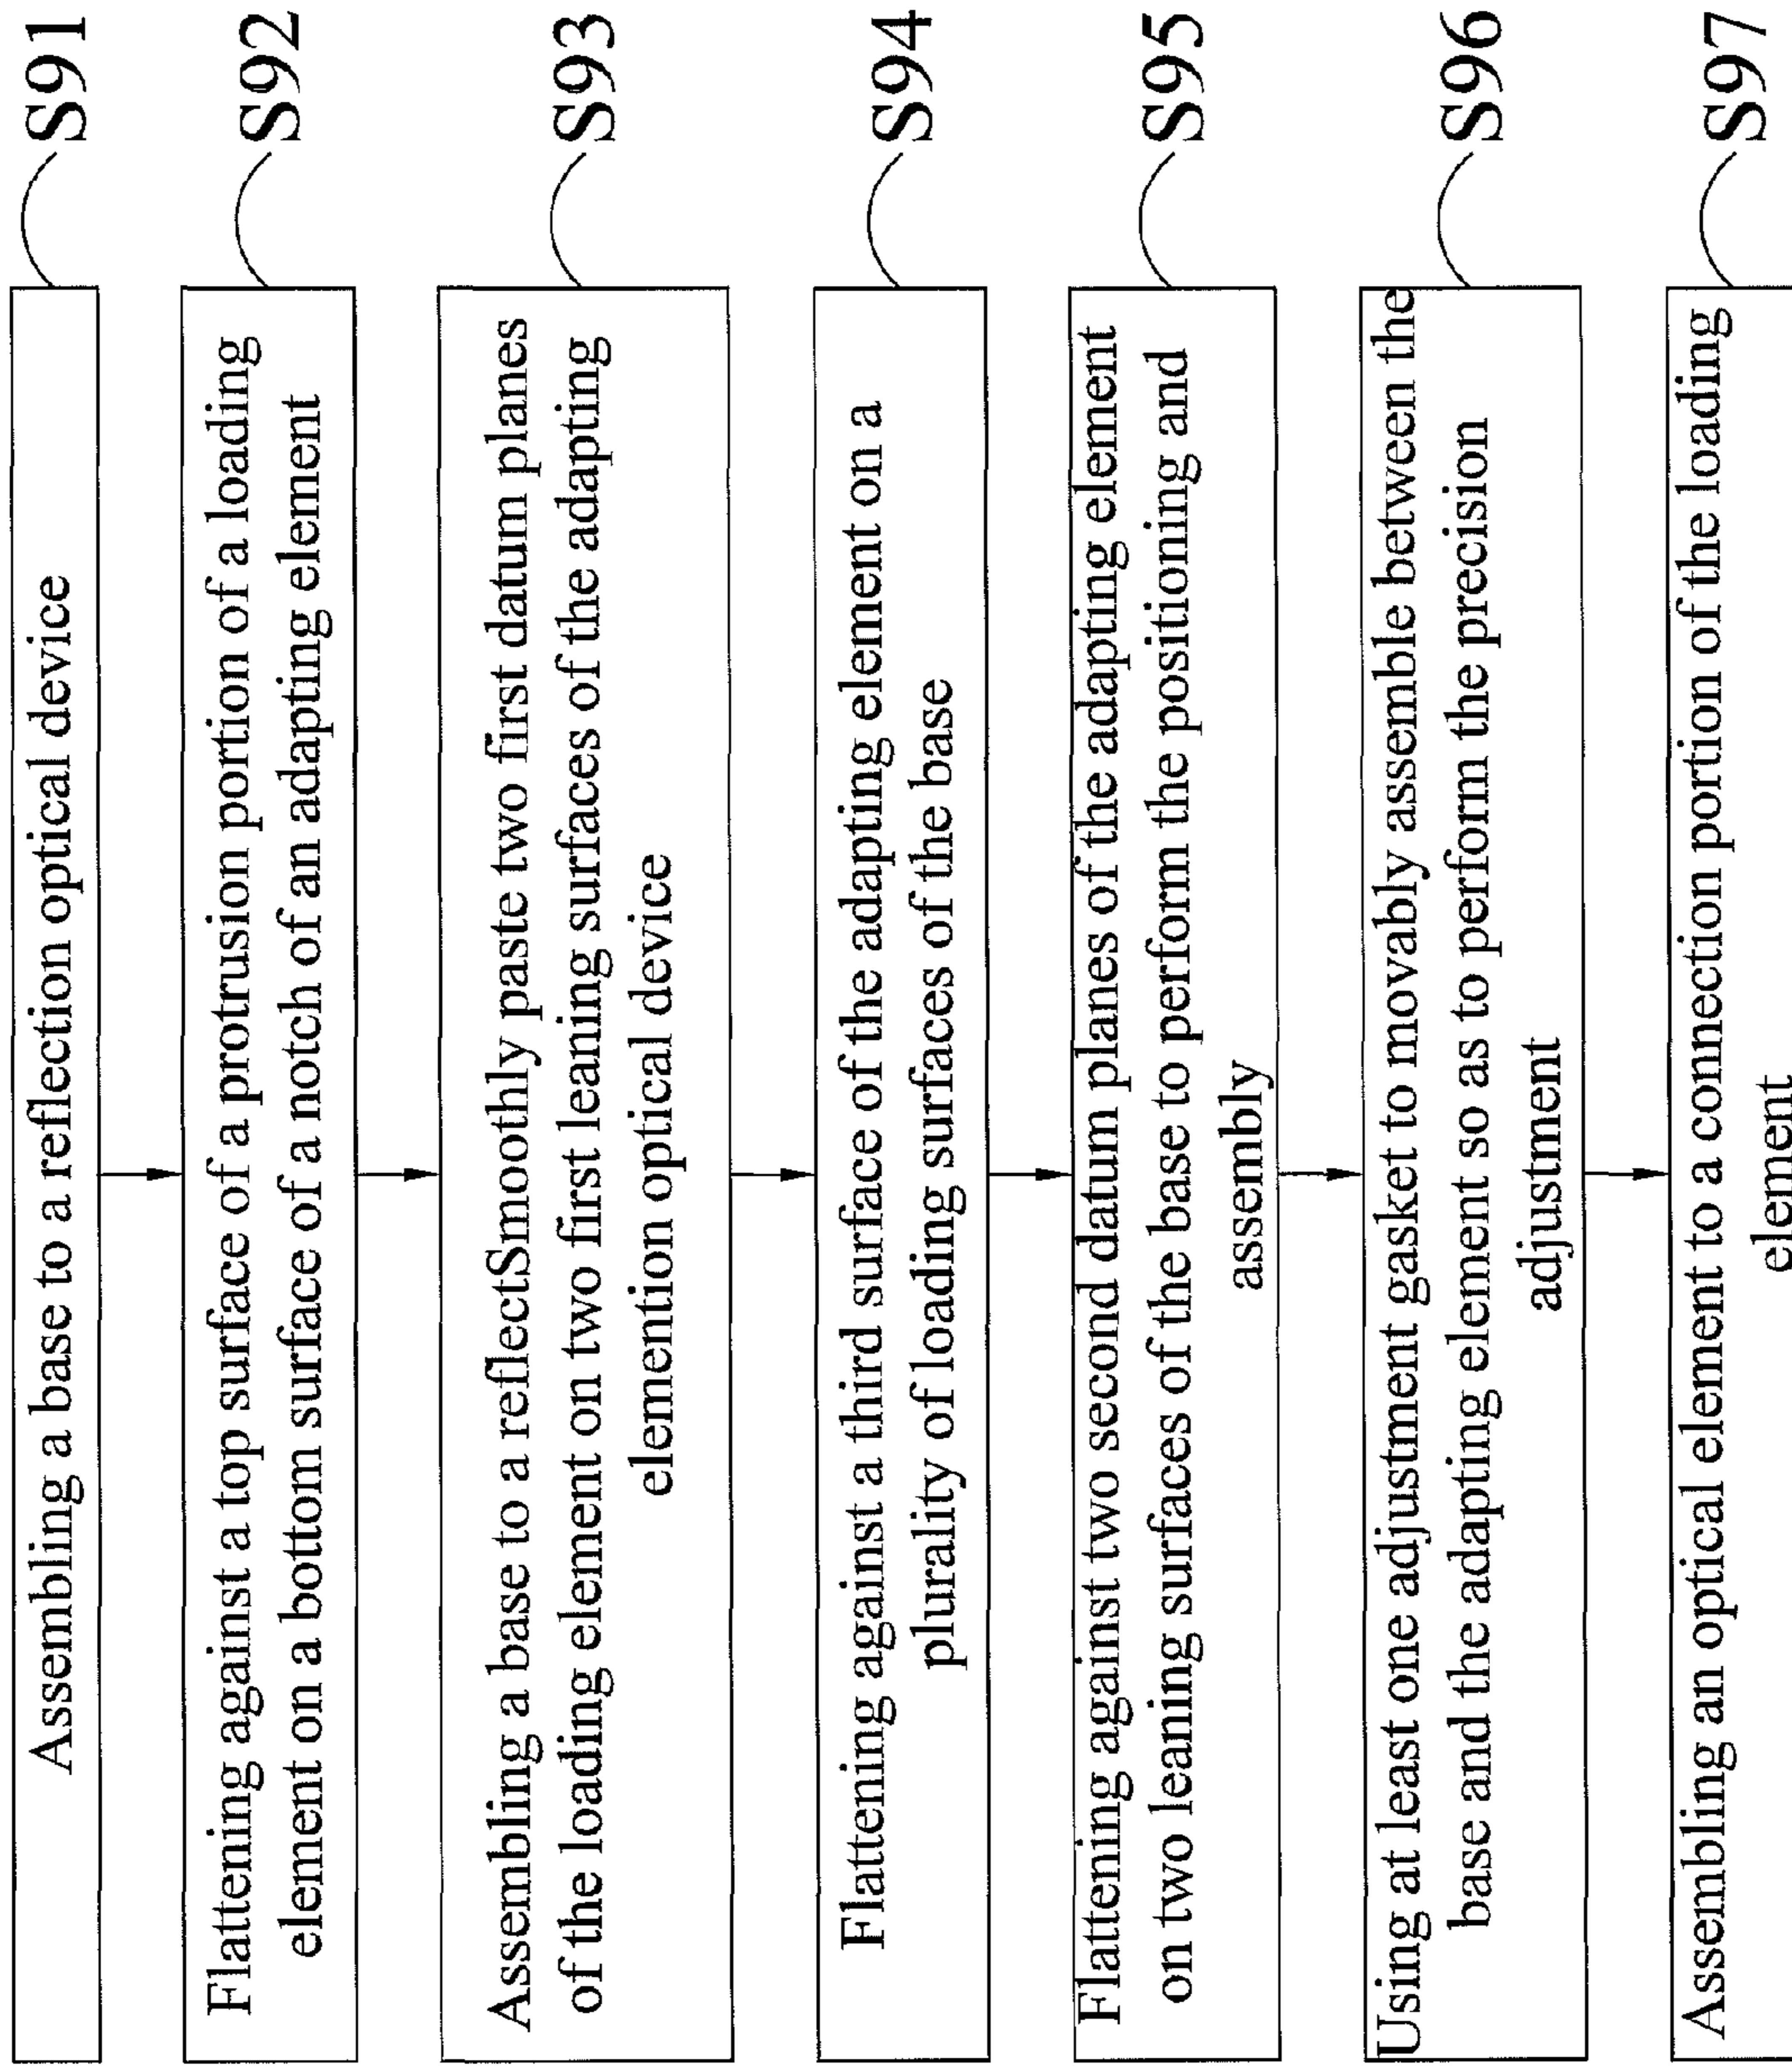 Assembling a base to a reflection optical device
S91
Flattening against a top surface of a protrusion portion of a loading
element on a bottom surface of a notch of an adapting element
S92
Assembling a base to a reflectSmoothly paste two first datum planes
of the loading element on two first leaning surfaces of the adapting
elemention optical device
S93
Flattening against a third surface of the adapting element on a
plurality of loading surfaces of the base
S94
Flattening against two second datum planes of the adapting element
on two leaning surfaces of the base to perform the positioning and
assembly
S95
Using at least one adjustment gasket to movably assemble between the
base and the adapting element so as to perform the precision
adjustment
S96
Assembling an optical element to a connection portion of the loading
element
S97